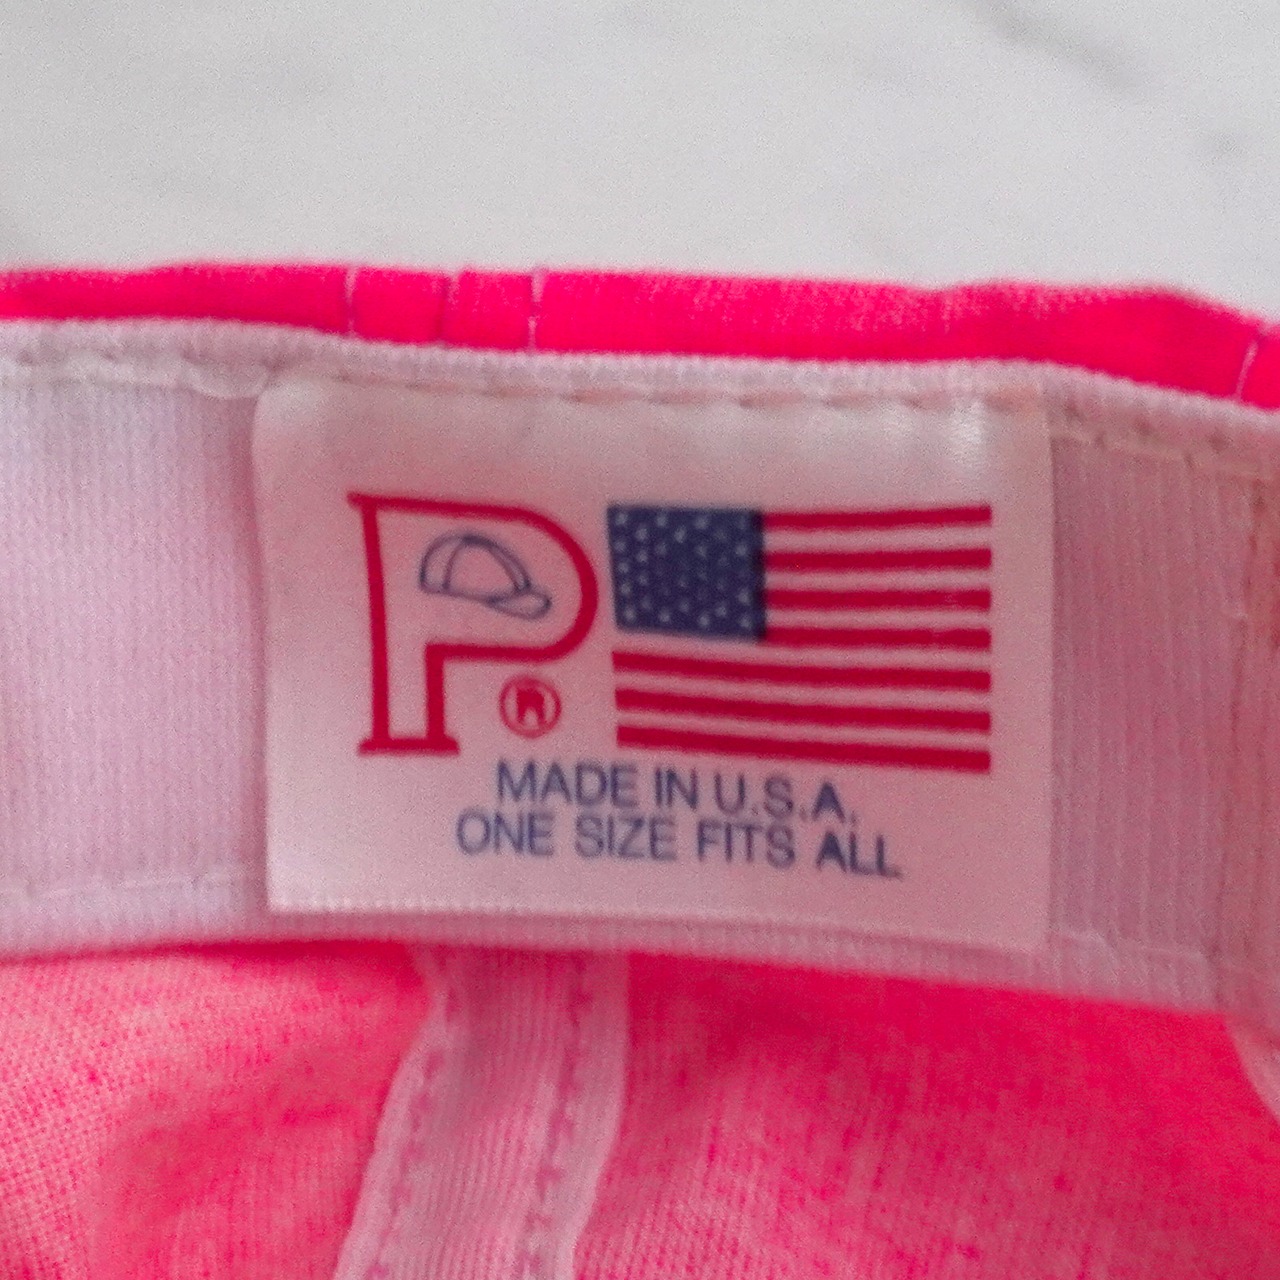 P®
MADE IN U.S.A.
ONE SIZE FITS ALL